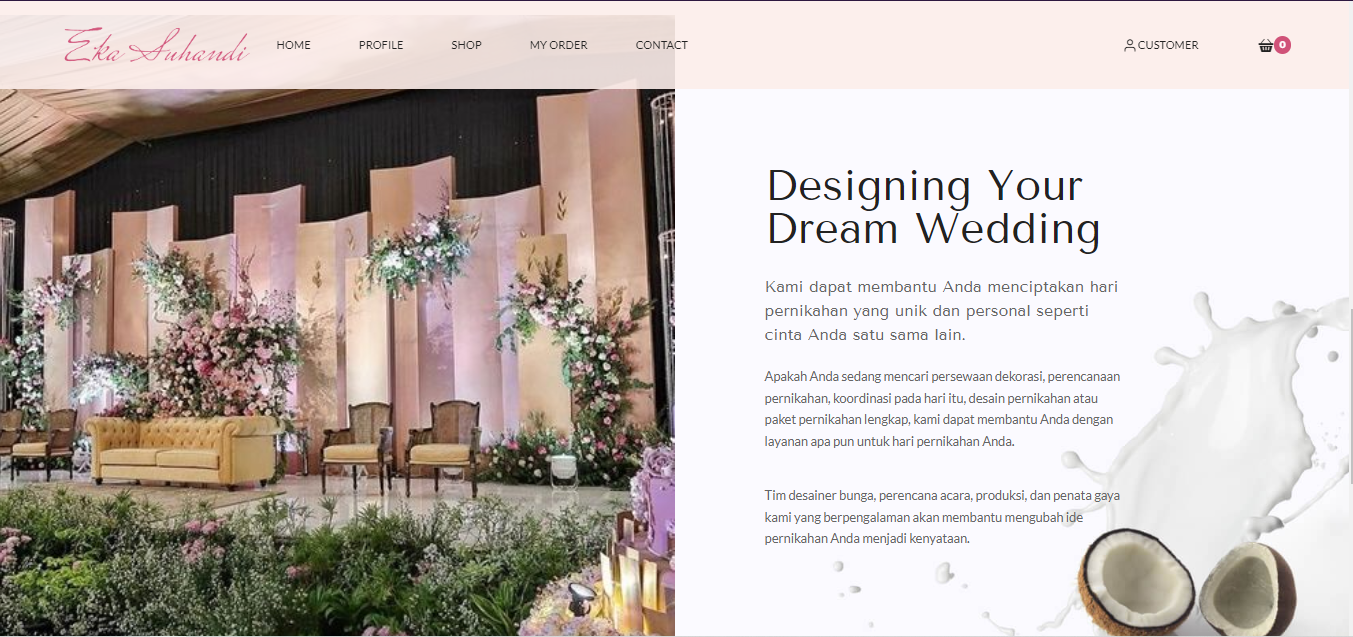 Eka Suhandi HOME PROFILE SHOP MY ORDER CONTACT CUSTOMER 0
Designing Your
Dream Wedding
Kami dapat membantu Anda menciptakan hari
pernikahan yang unik dan personal seperti
cinta Anda satu sama lain.
Apakah Anda sedang mencari persewaan dekorasi, perencanaan
pernikahan, koordinasi pada hari itu, desain pernikahan atau
paket pernikahan lengkap, kami dapat membantu Anda dengan
layanan apa pun untuk hari pernikahan Anda.
Tim desainer bunga, perencana acara, produksi, dan penata gaya
kami yang berpengalaman akan membantu mengubah ide
pernikahan Anda menjadi kenyataan.